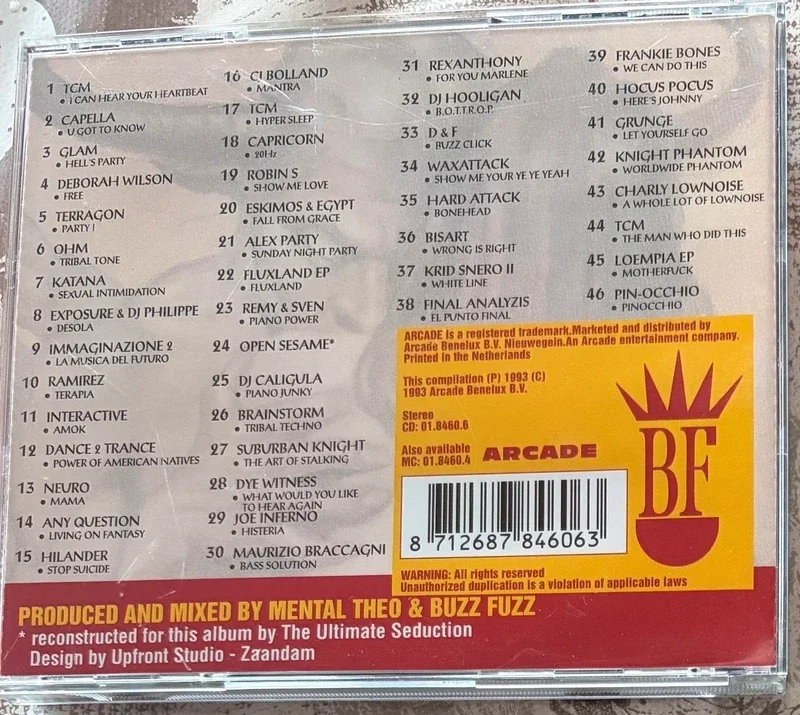 1 TCM
• I CAN HEAR YOUR HEARTBEAT
2 CAPELLA
• U GOT TO KNOW
3 GLAM
• HELL'S PARTY
4 DEBORAH WILSON
• FREE
5 TERRAGON
• PARTY !
6 OHM
• TRIBAL TONE
7 KATANA
• SEXUAL INTIMIDATION
8 EXPOSURE & DJ PHILIPPE
• DESOLA
9 IMMAGINAZIONE 2
• LA MUSICA DEL FUTURO
10 RAMIREZ
• TERAPIA
11 INTERACTIVE
• AMOK
12 DANCE 2 TRANCE
• POWER OF AMERICAN NATIVES
13 NEURO
• MAMA
14 ANY QUESTION
• LIVING ON FANTASY
15 HILANDER
• STOP SUICIDE
16 CJ BOLLAND
• MANTRA
17 TCM
• HYPER SLEEP
18 CAPRICORN
• 20Hz
19 ROBIN S
• SHOW ME LOVE
20 ESKIMOS & EGYPT
• FALL FROM GRACE
21 ALEX PARTY
• SUNDAY NIGHT PARTY
22 FLUXLAND EP
• FLUXLAND
23 REMY & SVEN
• PIANO POWER
24 OPEN SESAME*
25 DJ CALIGULA
• PIANO JUNKY
26 BRAINSTORM
• TRIBAL TECHNO
27 SUBURBAN KNIGHT
• THE ART OF STALKING
28 DYE WITNESS
• WHAT WOULD YOU LIKE
TO HEAR AGAIN
29 JOE INFERNO
• HISTERIA
30 MAURIZIO BRACCAGNI
• BASS SOLUTION
31 REXANTHONY
• FOR YOU MARLENE
32 DJ HOOLIGAN
• B.O.T.T.R.O.P.
33 D & F
• BUZZ CLICK
34 WAXATTACK
• SHOW ME YOUR YE YE YEAH
35 HARD ATTACK
• BONEHEAD
36 BISART
• WRONG IS RIGHT
37 KRID SNERO II
• WHITE LINE
38 FINAL ANALYZIS
• EL PUNTO FINAL
39 FRANKIE BONES
• WE CAN DO THIS
40 HOCUS POCUS
• HERE'S JOHNNY
41 GRUNGE
• LET YOURSELF GO
42 KNIGHT PHANTOM
• WORLDWIDE PHANTOM
43 CHARLY LOWNOISE
• A WHOLE LOT OF LOWNOISE
44 TCM
• THE MAN WHO DID THIS
45 LOEMPIA EP
• MOTHERFUCK
46 PIN-OCCHIO
• PINOCCHIO
ARCADE is a registered trademark.Marketed and distributed by
Arcade Benelux B.V. Nieuwegein.An Arcade entertainment company.
Printed in the Netherlands
This compilation (P) 1993 (C)
1993 Arcade Benelux B.V.
Stereo
CD: 01.8460.6
Also available
MC: 01.8460.4
ARCADE
BF
8 712687 846063
WARNING: All rights reserved
Unauthorized duplication is a violation of applicable laws
PRODUCED AND MIXED BY MENTAL THEO & BUZZ FUZZ
* reconstructed for this album by The Ultimate Seduction
Design by Upfront Studio - Zaandam